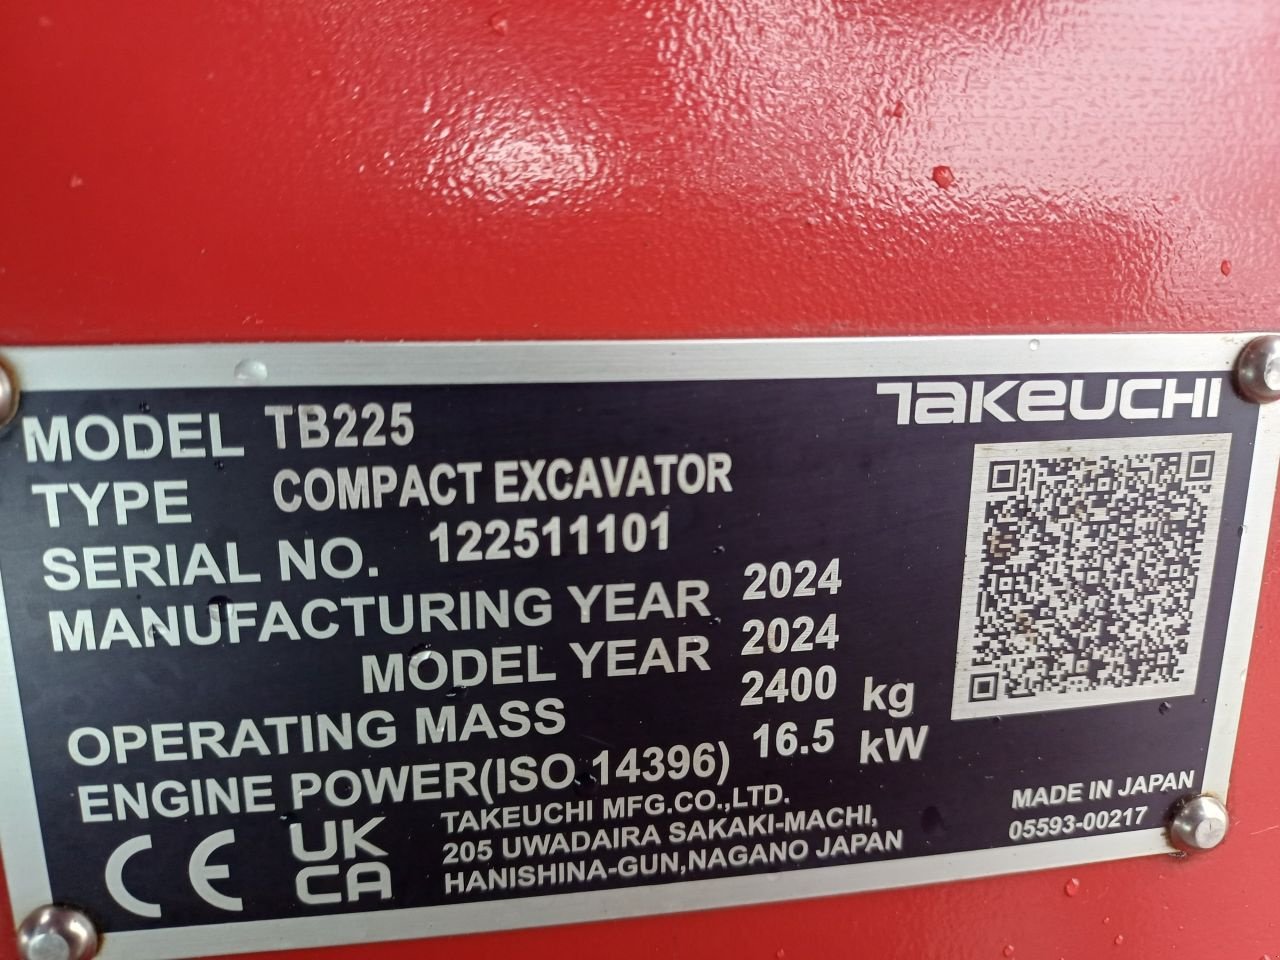 TAKEUCHI
MODEL TB225
TYPE COMPACT EXCAVATOR
SERIAL NO. 122511101
MANUFACTURING YEAR 2024
MODEL YEAR 2024
OPERATING MASS 2400 kg
ENGINE POWER(ISO 14396) 16.5 kW
CE UK CA
TAKEUCHI MFG.CO.,LTD.
205 UWADAIRA SAKAKI-MACHI,
HANISHINA-GUN,NAGANO JAPAN
MADE IN JAPAN
05593-00217